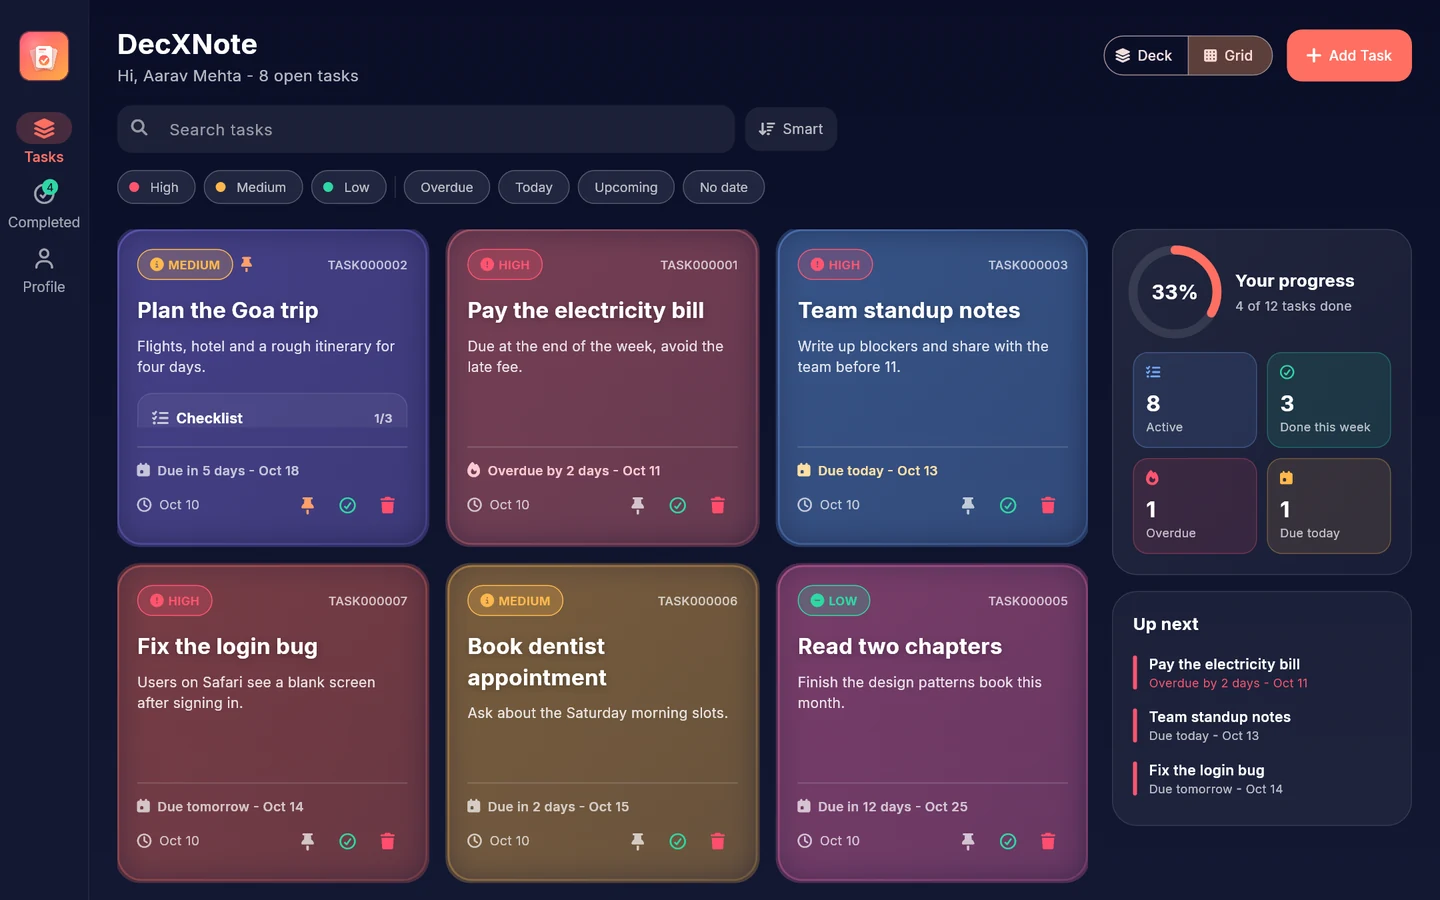 DecXNote
Hi, Aarav Mehta - 8 open tasks
Deck
Grid
Add Task
Tasks
4
Completed
Profile
Search tasks
Smart
High
Medium
Low
Overdue
Today
Upcoming
No date
MEDIUM
TASK000002
Plan the Goa trip
Flights, hotel and a rough itinerary for
four days.
Checklist
1/3
Due in 5 days - Oct 18
Oct 10
HIGH
TASK000001
Pay the electricity bill
Due at the end of the week, avoid the
late fee.
Overdue by 2 days - Oct 11
Oct 10
HIGH
TASK000003
Team standup notes
Write up blockers and share with the
team before 11.
Due today - Oct 13
Oct 10
HIGH
TASK000007
Fix the login bug
Users on Safari see a blank screen
after signing in.
Due tomorrow - Oct 14
Oct 10
MEDIUM
TASK000006
Book dentist
appointment
Ask about the Saturday morning slots.
Due in 2 days - Oct 15
Oct 10
LOW
TASK000005
Read two chapters
Finish the design patterns book this
month.
Due in 12 days - Oct 25
Oct 10
33%
Your progress
4 of 12 tasks done
8
Active
3
Done this week
1
Overdue
1
Due today
Up next
Pay the electricity bill
Overdue by 2 days - Oct 11
Team standup notes
Due today - Oct 13
Fix the login bug
Due tomorrow - Oct 14